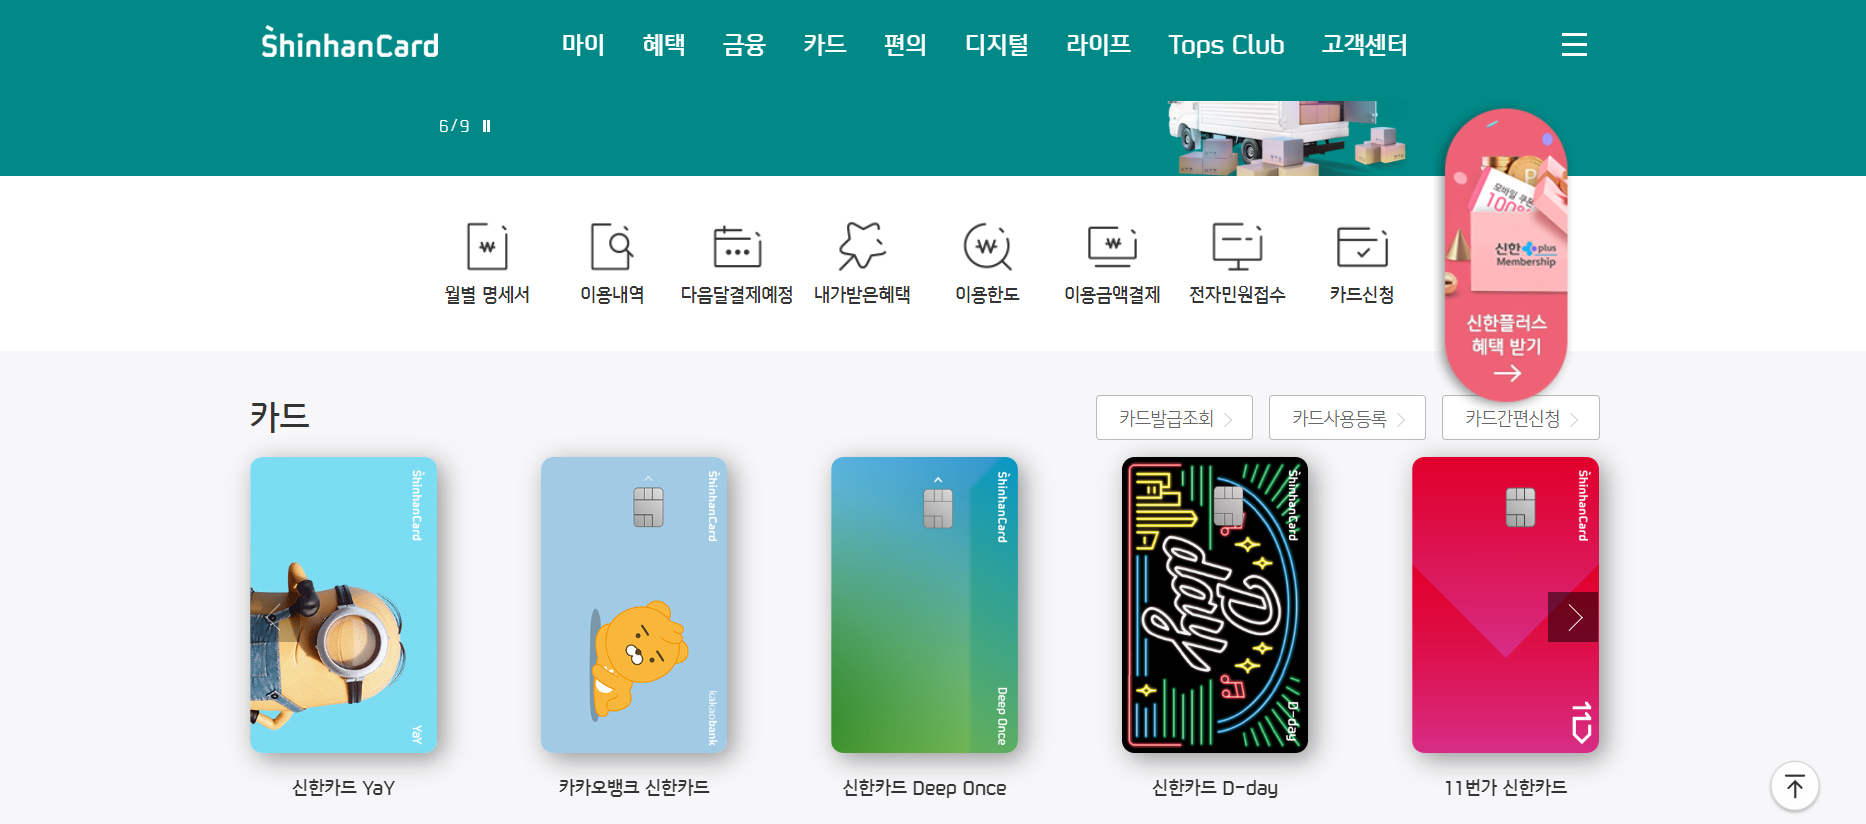 ShinhanCard
마이 혜택 금융 카드 편의 디지털 라이프 Tops Club 고객센터
6/9
모바일 쿠폰
100%
신한 plus
Membership
신한플러스
혜택 받기
월별 명세서 이용내역 다음달결제예정 내가받은혜택 이용한도 이용금액결제 전자민원접수 카드신청
카드
카드발급조회 카드사용등록 카드간편신청
ShinhanCard
YaY
ShinhanCard
kakaobank
ShinhanCard
Deep Once
ShinhanCard
D play
D-day
ShinhanCard
11
신한카드 YaY
카카오뱅크 신한카드
신한카드 Deep Once
신한카드 D-day
11번가 신한카드